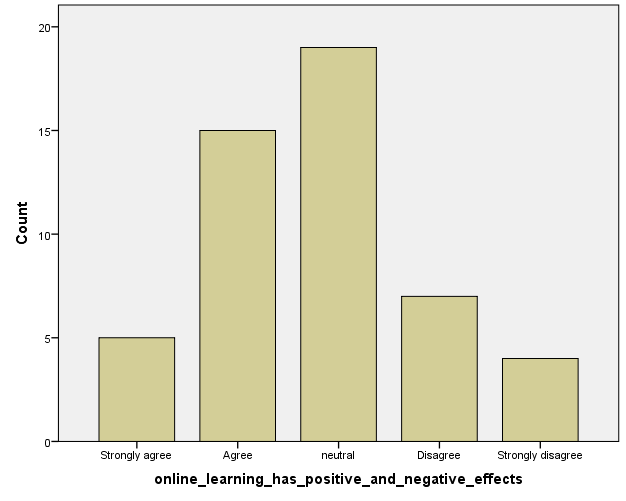 20
15
10
5
0
Count
Strongly agree
Agree
neutral
Disagree
Strongly disagree
online_learning_has_positive_and_negative_effects